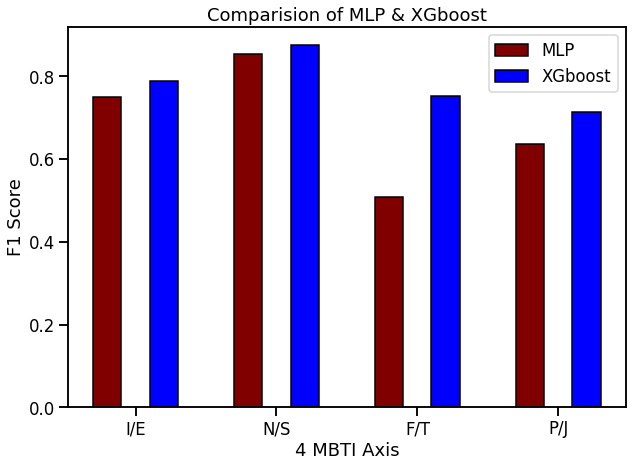 Comparision of MLP & XGboost
MLP
XGboost
F1 Score
0.8
0.6
0.4
0.2
0.0
I/E N/S F/T P/J
4 MBTI Axis